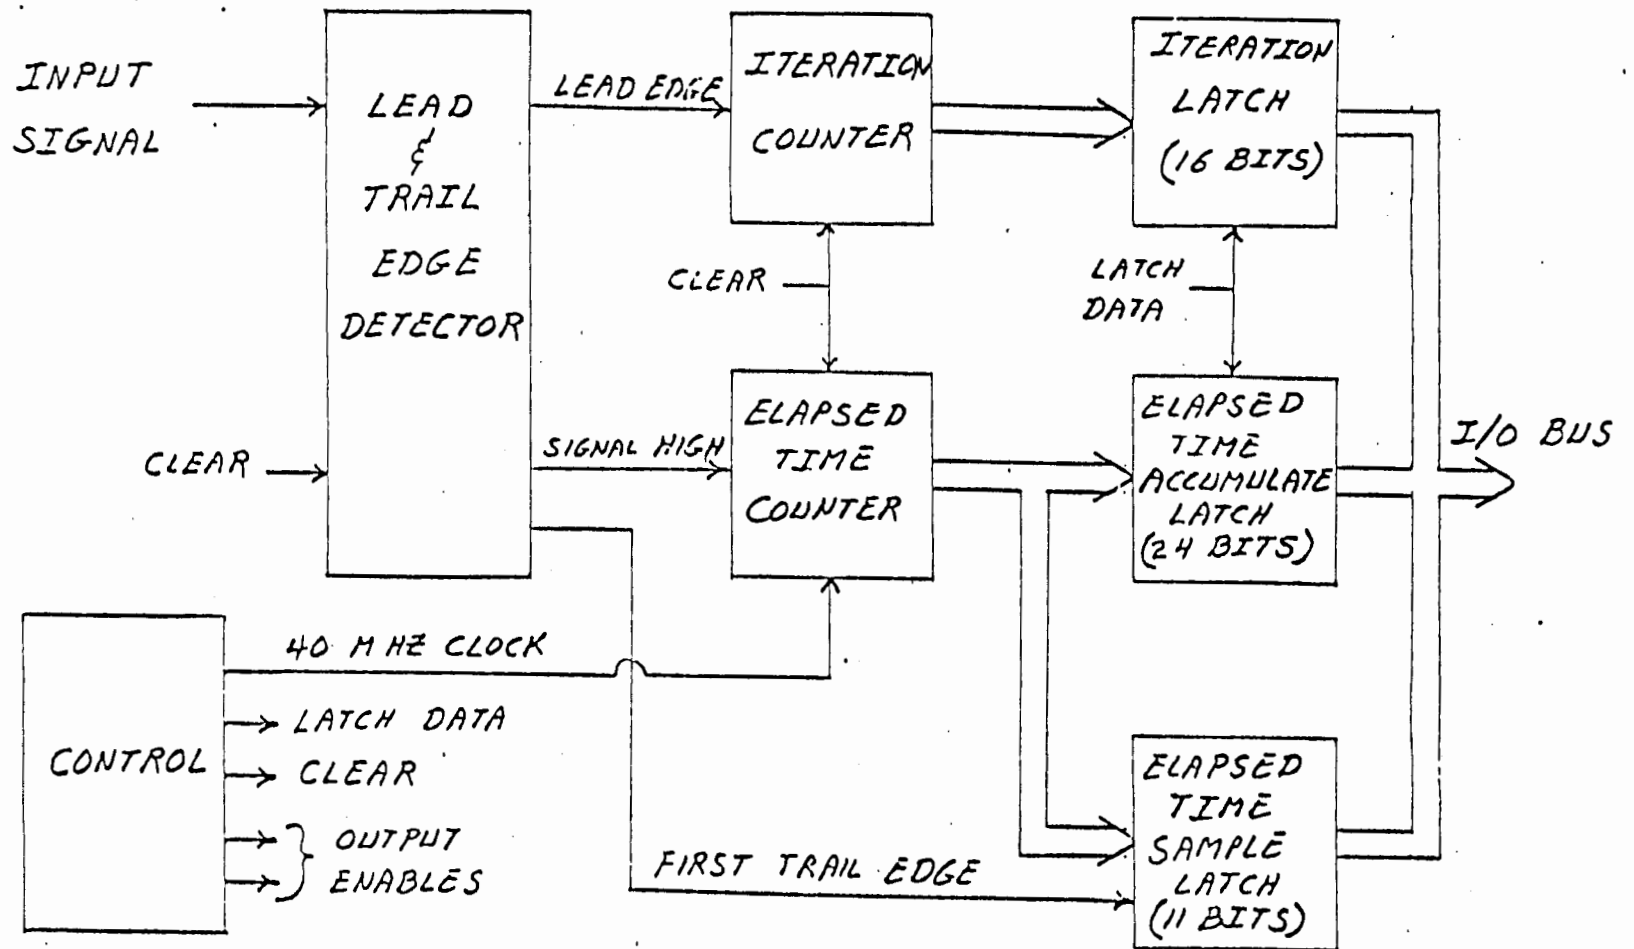 INPUT
SIGNAL
LEAD
&
TRAIL
EDGE
DETECTOR
CLEAR
LEAD EDGE
SIGNAL HIGH
ITERATION
COUNTER
CLEAR
ELAPSED
TIME
COUNTER
ITERATION
LATCH
(16 BITS)
LATCH
DATA
ELAPSED
TIME
ACCUMULATE
LATCH
(24 BITS)
I/O BUS
CONTROL
40 MHZ CLOCK
LATCH DATA
CLEAR
OUTPUT
ENABLES
FIRST TRAIL EDGE
ELAPSED
TIME
SAMPLE
LATCH
(11 BITS)